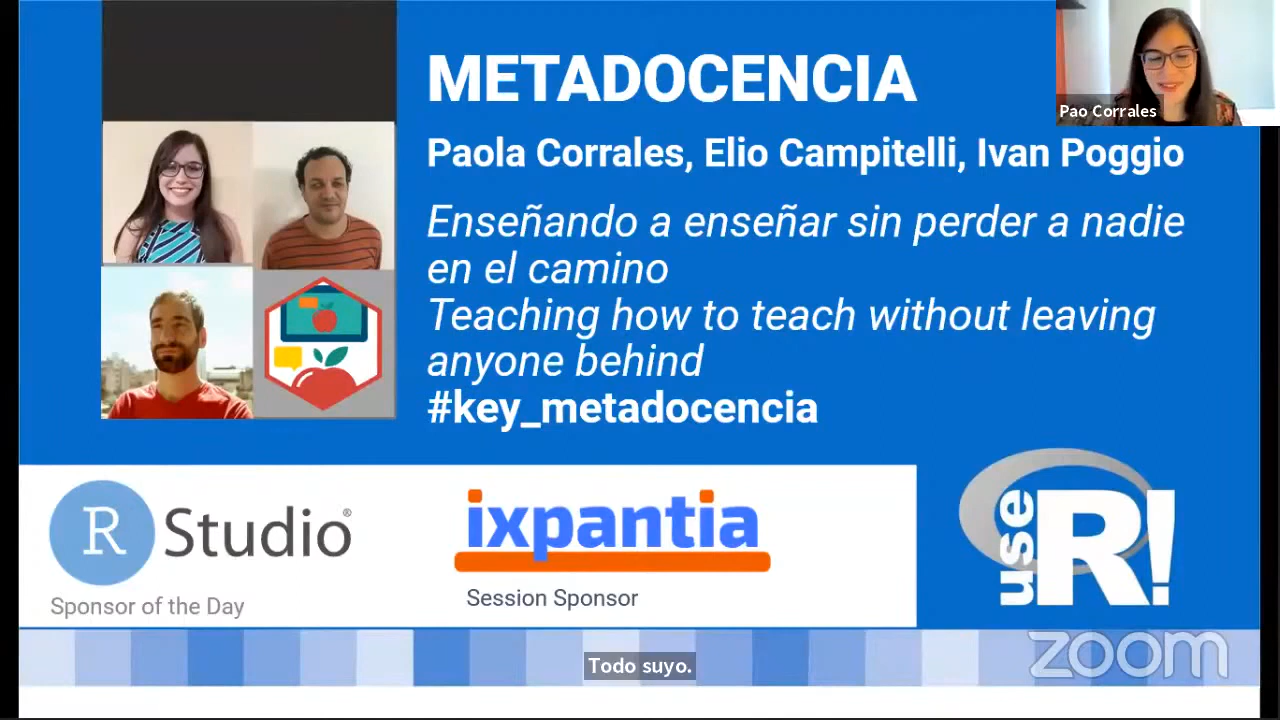 METADOCENCIA
Pao Corrales
Paola Corrales, Elio Campitelli, Ivan Poggio
Enseñando a enseñar sin perder a nadie
en el camino
Teaching how to teach without leaving
anyone behind
#key_metadocencia
R Studio®
Sponsor of the Day
ixpantia
Session Sponsor
useR!
zoom
Todo suyo.